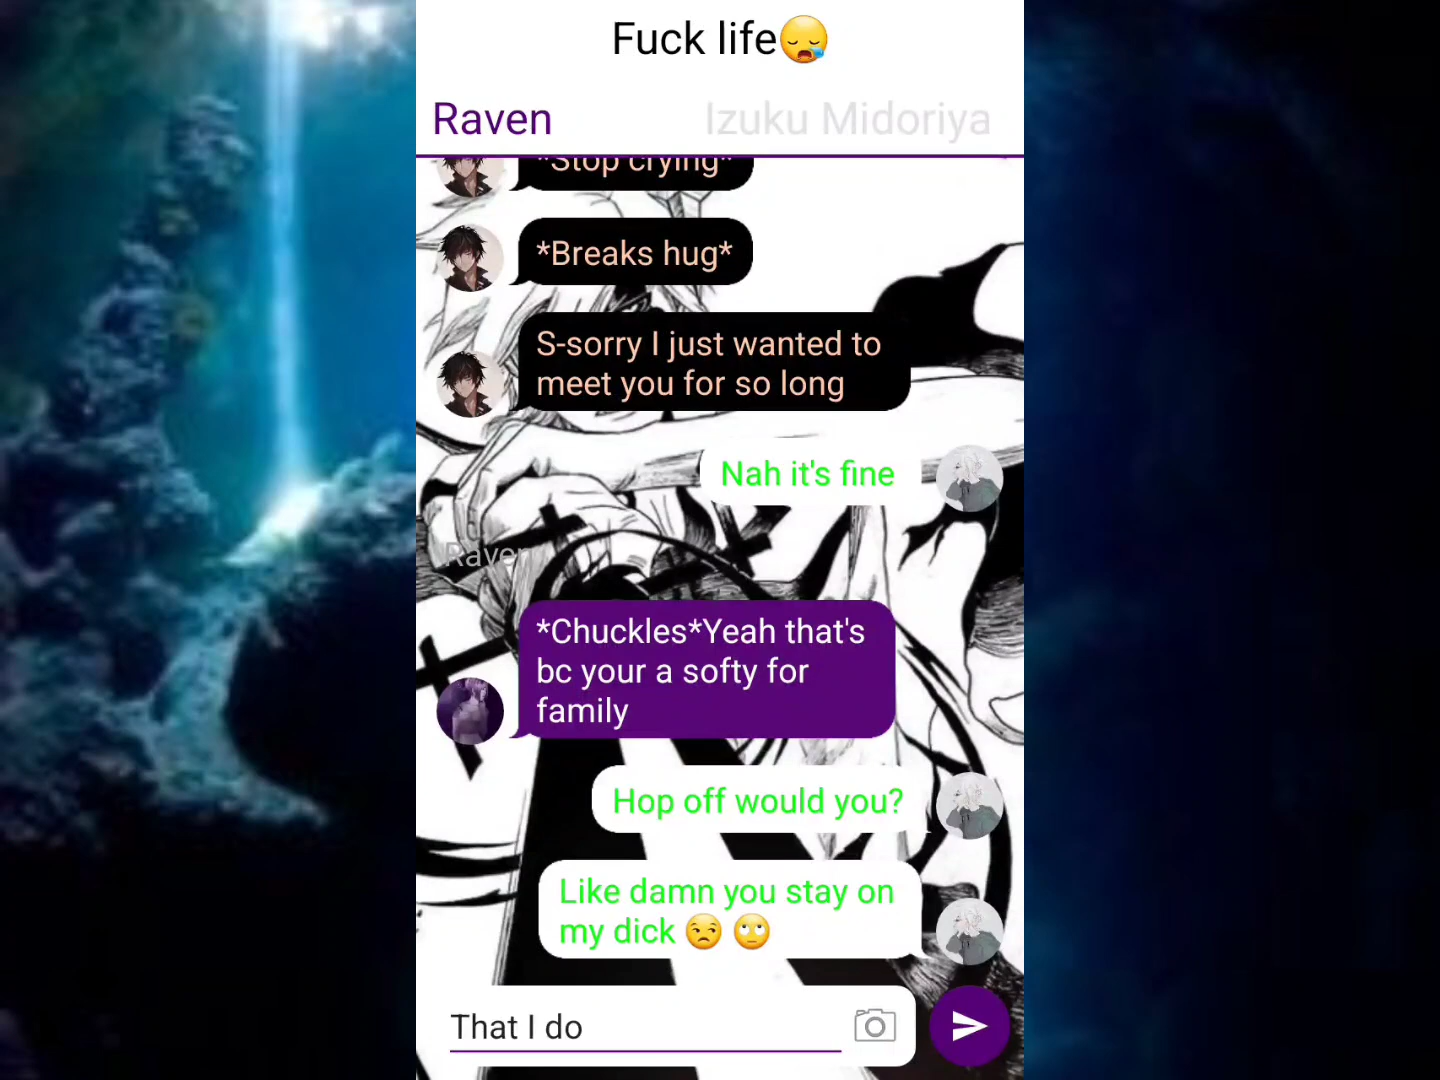 Fuck life😪
Raven Izuku Midoriya
*Stop crying*
*Breaks hug*
S-sorry I just wanted to
meet you for so long
Nah it's fine
Raven
*Chuckles*Yeah that's
bc your a softy for
family
Hop off would you?
Like damn you stay on
my dick 😒 🙄
That I do